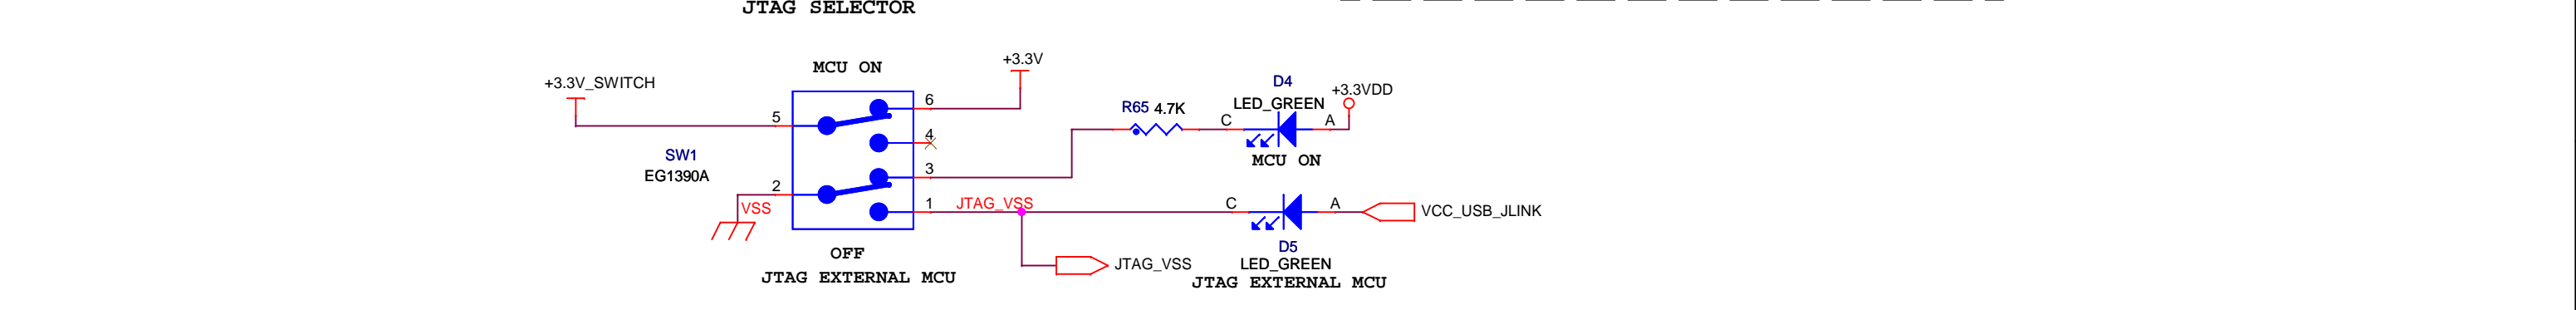 JTAG SELECTOR
MCU ON
+3.3V
+3.3V_SWITCH
D4
LED_GREEN
+3.3VDD
R65 4.7K
6
5
4
C
A
MCU ON
SW1
EG1390A
3
2
VSS
1
JTAG_VSS
C
A
VCC_USB_JLINK
OFF
JTAG EXTERNAL MCU
JTAG_VSS
D5
LED_GREEN
JTAG EXTERNAL MCU